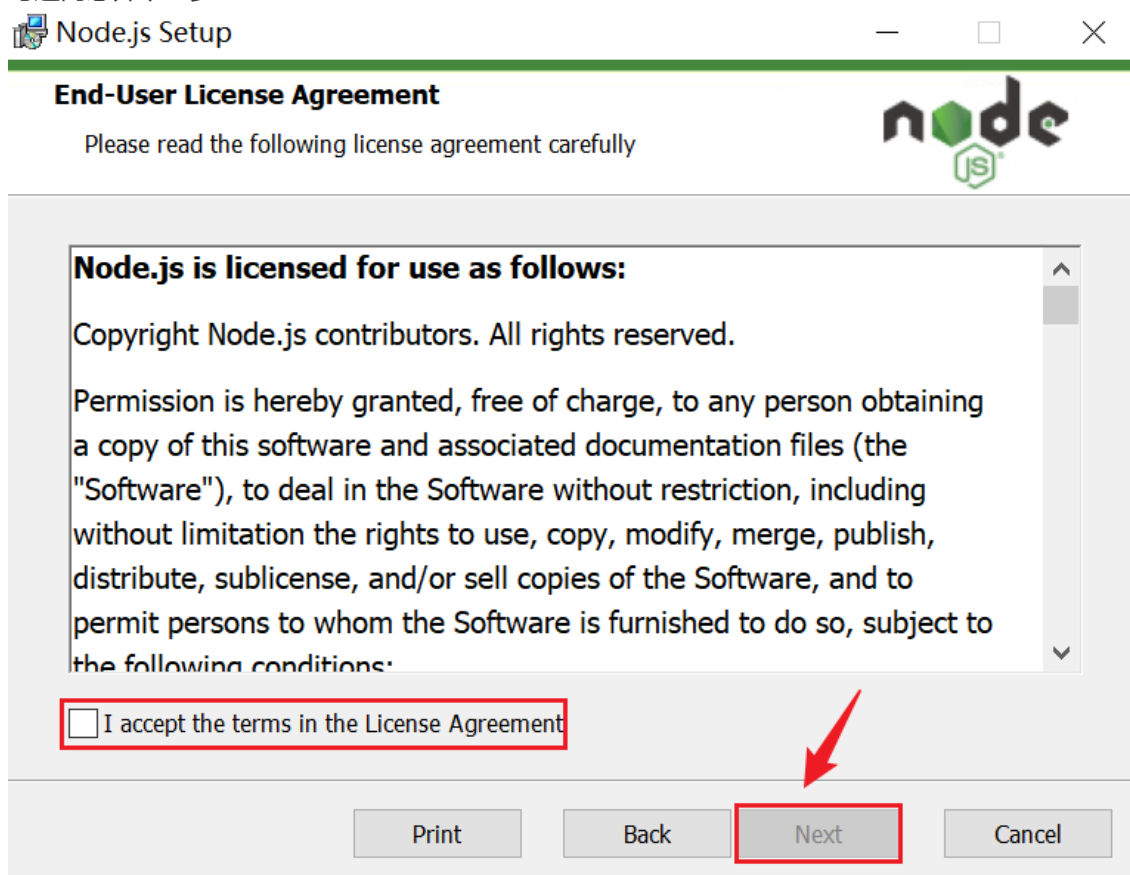 Node.js Setup
End-User License Agreement
Please read the following license agreement carefully
node
JS
Node.js is licensed for use as follows:
Copyright Node.js contributors. All rights reserved.
Permission is hereby granted, free of charge, to any person obtaining
a copy of this software and associated documentation files (the
"Software"), to deal in the Software without restriction, including
without limitation the rights to use, copy, modify, merge, publish,
distribute, sublicense, and/or sell copies of the Software, and to
permit persons to whom the Software is furnished to do so, subject to
the following conditions:
I accept the terms in the License Agreement
Print
Back
Next
Cancel